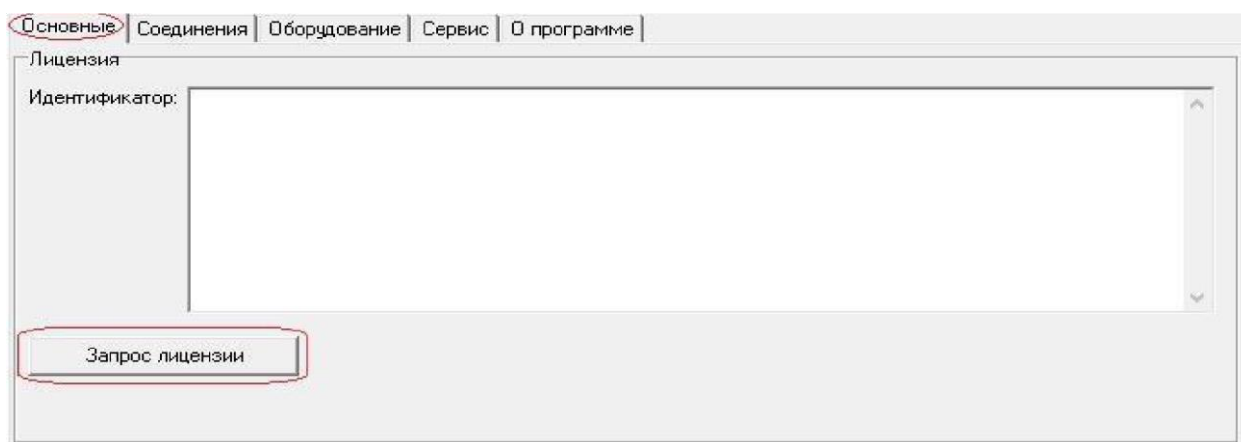 Основные Соединения Оборудование Сервис О программе
Лицензия
Идентификатор:
Запрос лицензии